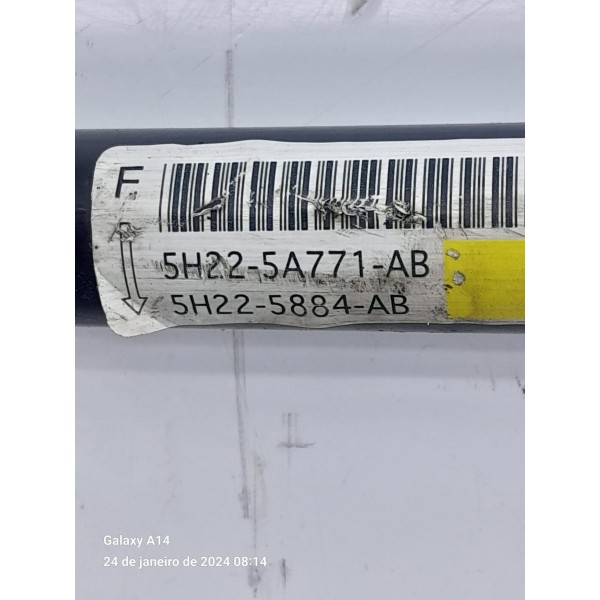 F
5H22-5A771-AB
5H22-5884-AB
Galaxy A14
24 de janeiro de 2024 08:14